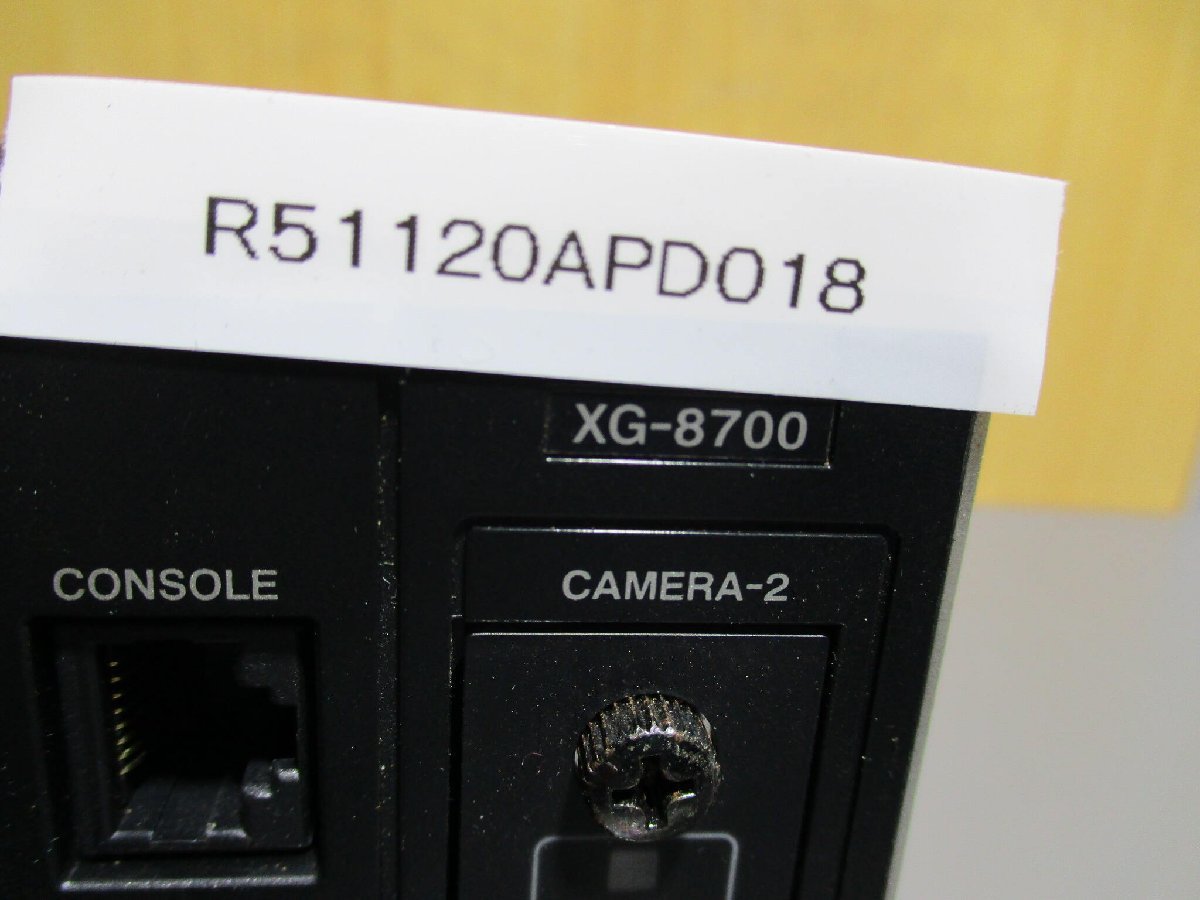 R51120APD018
XG-8700
CONSOLE
CAMERA-2